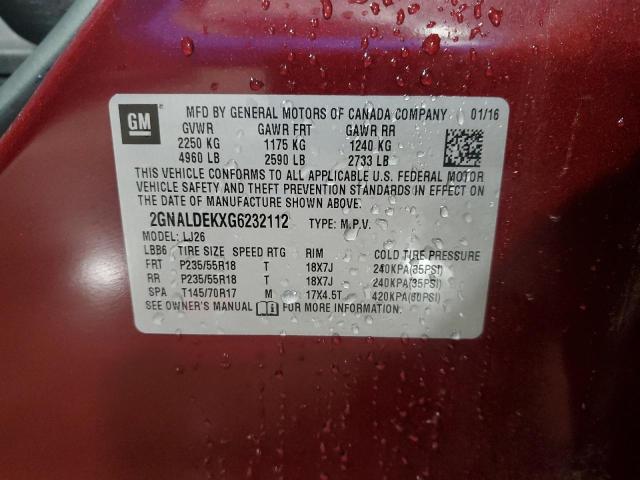 GM
MFD BY GENERAL MOTORS OF CANADA COMPANY 01/16
GVWR GAWR FRT GAWR RR
2250 KG 1175 KG 1240 KG
4960 LB 2590 LB 2733 LB
THIS VEHICLE CONFORMS TO ALL APPLICABLE U.S. FEDERAL MOTOR
VEHICLE SAFETY AND THEFT PREVENTION STANDARDS IN EFFECT ON
THE DATE OF MANUFACTURE SHOWN ABOVE.
2GNALDEKXG6232112 TYPE: M.P.V.
MODEL: LJ26
LBB6 TIRE SIZE SPEED RTG RIM COLD TIRE PRESSURE
FRT P235/55R18 T 18X7J 240KPA(35PSI)
RR P235/55R18 T 18X7J 240KPA(35PSI)
SPA T145/70R17 M 17X4.5T 420KPA(60PSI)
SEE OWNER'S MANUAL FOR MORE INFORMATION.